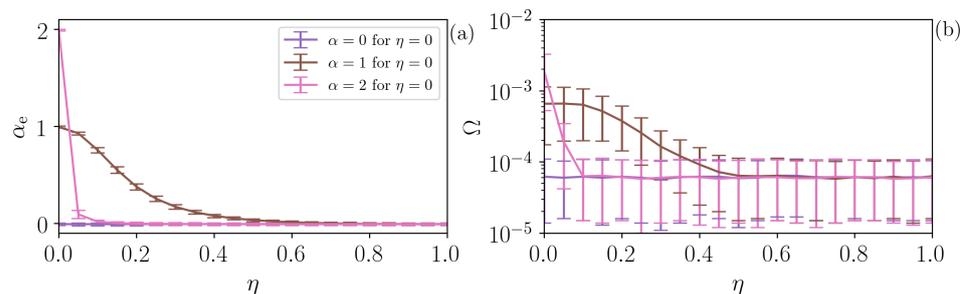 (a)
2
1
0
α_e
α = 0 for η = 0
α = 1 for η = 0
α = 2 for η = 0
0.0 0.2 0.4 0.6 0.8 1.0
η
(b)
10^{-2}
10^{-3}
10^{-4}
10^{-5}
Ω
0.0 0.2 0.4 0.6 0.8 1.0
η